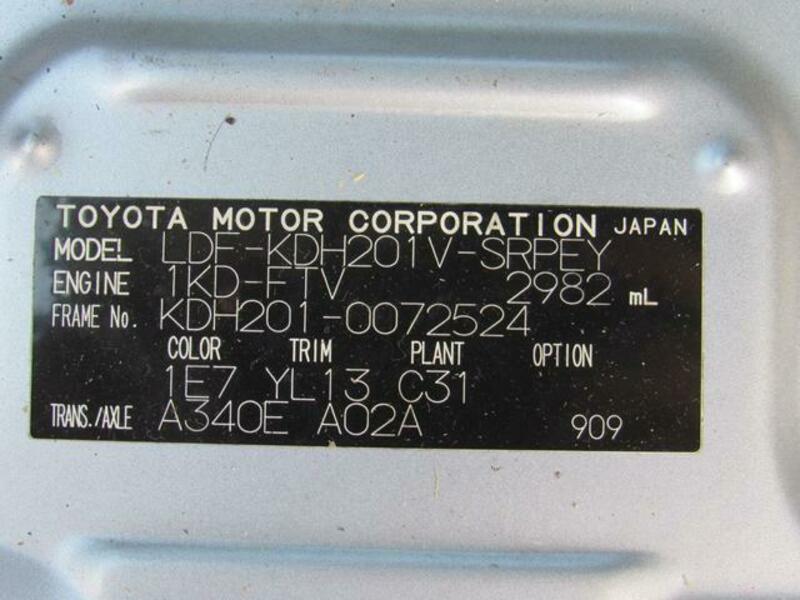 TOYOTA MOTOR CORPORATION JAPAN
MODEL LDF-KDH201V-SRPEY
ENGINE 1KD-FTV 2982 mL
FRAME No. KDH201-0072524
COLOR TRIM PLANT OPTION
1E7 YL13 C31
TRANS./AXLE A340E A02A 909